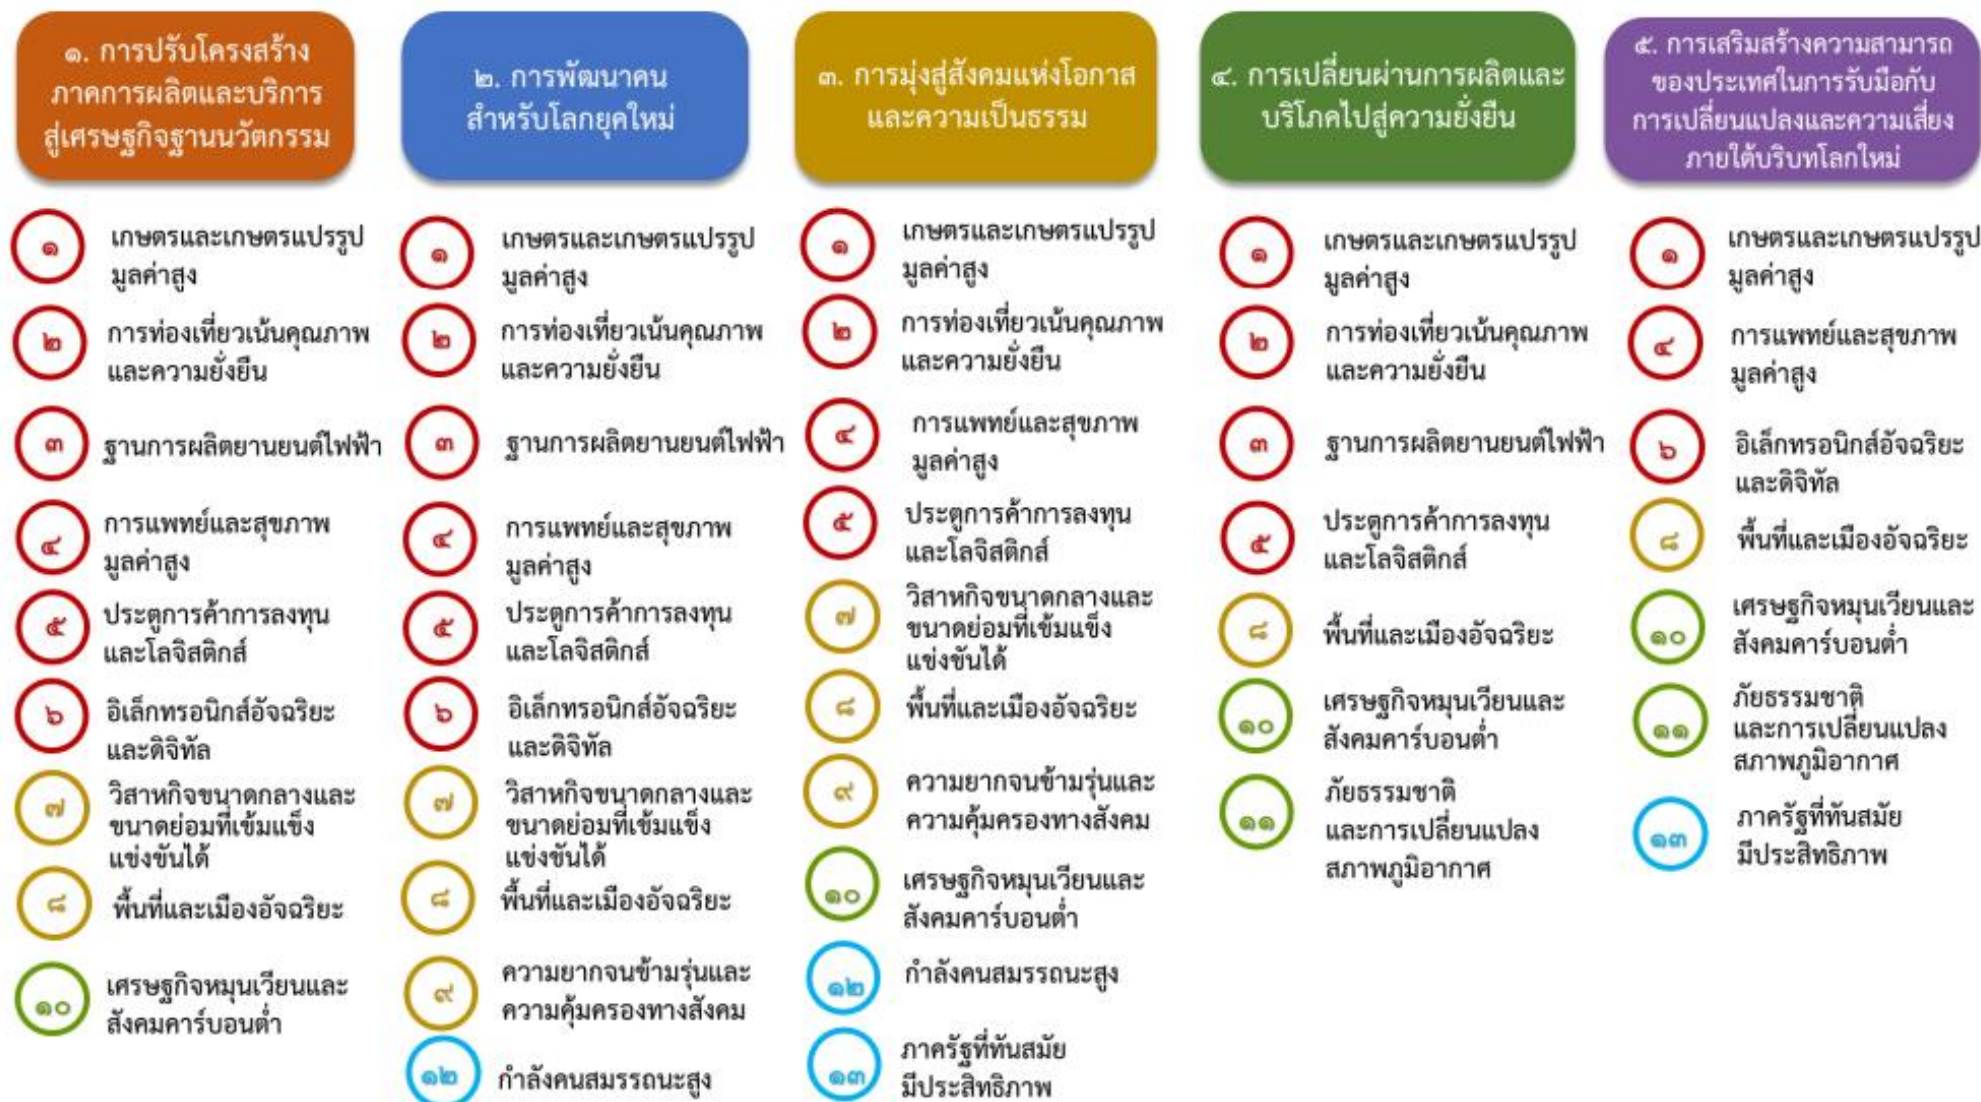 ๑. การปรับโครงสร้าง
ภาคการผลิตและบริการ
สู่เศรษฐกิจฐานนวัตกรรม
๑
เกษตรและเกษตรแปรรูป
มูลค่าสูง
๒
การท่องเที่ยวเน้นคุณภาพ
และความยั่งยืน
๓
ฐานการผลิตยานยนต์ไฟฟ้า
๔
การแพทย์และสุขภาพ
มูลค่าสูง
๕
ประตูการค้าการลงทุน
และโลจิสติกส์
๖
อิเล็กทรอนิกส์อัจฉริยะ
และดิจิทัล
๗
วิสาหกิจขนาดกลางและ
ขนาดย่อมที่เข้มแข็ง
แข่งขันได้
๘
พื้นที่และเมืองอัจฉริยะ
๑๐
เศรษฐกิจหมุนเวียนและ
สังคมคาร์บอนต่ำ
๒. การพัฒนาคน
สำหรับโลกยุคใหม่
๑
เกษตรและเกษตรแปรรูป
มูลค่าสูง
๒
การท่องเที่ยวเน้นคุณภาพ
และความยั่งยืน
๓
ฐานการผลิตยานยนต์ไฟฟ้า
๔
การแพทย์และสุขภาพ
มูลค่าสูง
๕
ประตูการค้าการลงทุน
และโลจิสติกส์
๖
อิเล็กทรอนิกส์อัจฉริยะ
และดิจิทัล
๗
วิสาหกิจขนาดกลางและ
ขนาดย่อมที่เข้มแข็ง
แข่งขันได้
๘
พื้นที่และเมืองอัจฉริยะ
๙
ความยากจนข้ามรุ่นและ
ความคุ้มครองทางสังคม
๑๒
กำลังคนสมรรถนะสูง
๓. การมุ่งสู่สังคมแห่งโอกาส
และความเป็นธรรม
๑
เกษตรและเกษตรแปรรูป
มูลค่าสูง
๒
การท่องเที่ยวเน้นคุณภาพ
และความยั่งยืน
๔
การแพทย์และสุขภาพ
มูลค่าสูง
๕
ประตูการค้าการลงทุน
และโลจิสติกส์
๗
วิสาหกิจขนาดกลางและ
ขนาดย่อมที่เข้มแข็ง
แข่งขันได้
๘
พื้นที่และเมืองอัจฉริยะ
๙
ความยากจนข้ามรุ่นและ
ความคุ้มครองทางสังคม
๑๐
เศรษฐกิจหมุนเวียนและ
สังคมคาร์บอนต่ำ
๑๒
กำลังคนสมรรถนะสูง
๑๓
ภาครัฐที่ทันสมัย
มีประสิทธิภาพ
๔. การเปลี่ยนผ่านการผลิตและ
บริโภคไปสู่ความยั่งยืน
๑
เกษตรและเกษตรแปรรูป
มูลค่าสูง
๒
การท่องเที่ยวเน้นคุณภาพ
และความยั่งยืน
๓
ฐานการผลิตยานยนต์ไฟฟ้า
๕
ประตูการค้าการลงทุน
และโลจิสติกส์
๘
พื้นที่และเมืองอัจฉริยะ
๑๐
เศรษฐกิจหมุนเวียนและ
สังคมคาร์บอนต่ำ
๑๑
ภัยธรรมชาติ
และการเปลี่ยนแปลง
สภาพภูมิอากาศ
๕. การเสริมสร้างความสามารถ
ของประเทศในการรับมือกับ
การเปลี่ยนแปลงและความเสี่ยง
ภายใต้บริบทโลกใหม่
๑
เกษตรและเกษตรแปรรูป
มูลค่าสูง
๔
การแพทย์และสุขภาพ
มูลค่าสูง
๖
อิเล็กทรอนิกส์อัจฉริยะ
และดิจิทัล
๘
พื้นที่และเมืองอัจฉริยะ
๑๐
เศรษฐกิจหมุนเวียนและ
สังคมคาร์บอนต่ำ
๑๑
ภัยธรรมชาติ
และการเปลี่ยนแปลง
สภาพภูมิอากาศ
๑๓
ภาครัฐที่ทันสมัย
มีประสิทธิภาพ